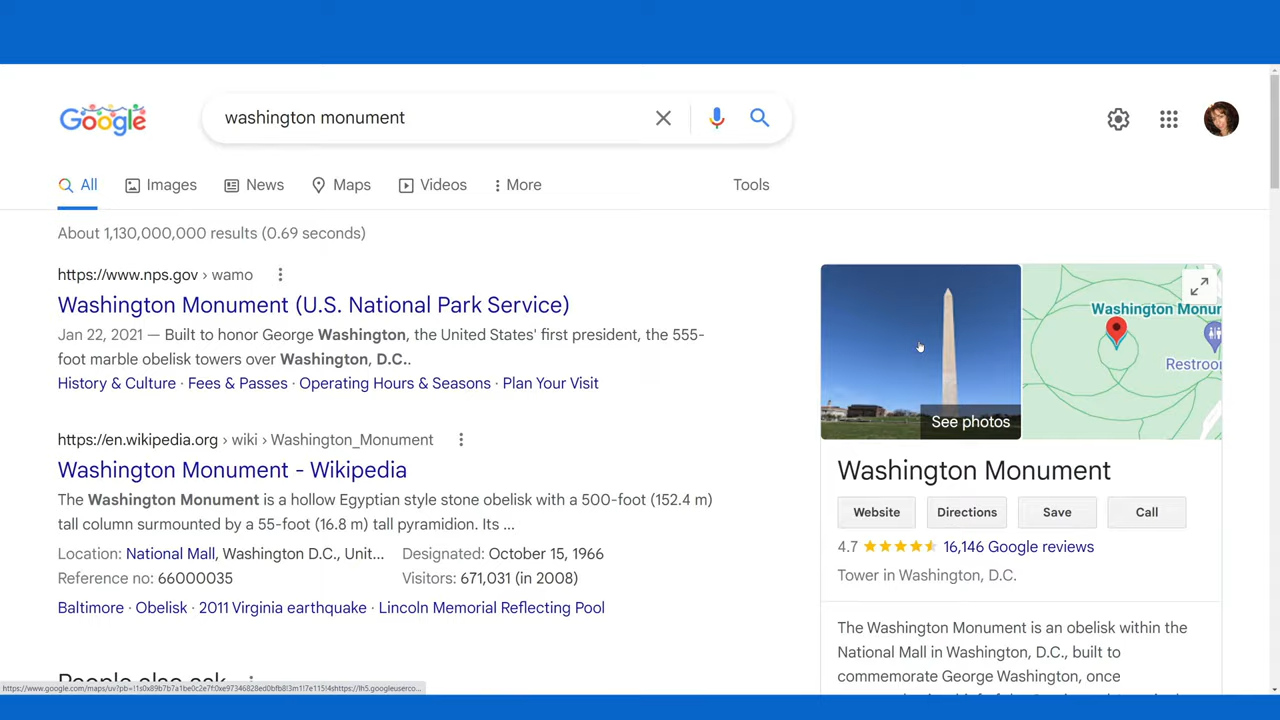 Google
washington monument
All
Images
News
Maps
Videos
More
Tools
About 1,130,000,000 results (0.69 seconds)
https://www.nps.gov › wamo
Washington Monument (U.S. National Park Service)
Jan 22, 2021 — Built to honor George Washington, the United States' first president, the 555-
foot marble obelisk towers over Washington, D.C..
History & Culture · Fees & Passes · Operating Hours & Seasons · Plan Your Visit
https://en.wikipedia.org › wiki › Washington_Monument
Washington Monument - Wikipedia
The Washington Monument is a hollow Egyptian style stone obelisk with a 500-foot (152.4 m)
tall column surmounted by a 55-foot (16.8 m) tall pyramidion. Its ...
Location: National Mall, Washington D.C., Unit... Designated: October 15, 1966
Reference no: 66000035 Visitors: 671,031 (in 2008)
Baltimore · Obelisk · 2011 Virginia earthquake · Lincoln Memorial Reflecting Pool
People also ask
See photos
Washington Monur
Restroo
Washington Monument
Website
Directions
Save
Call
4.7 16,146 Google reviews
Tower in Washington, D.C.
The Washington Monument is an obelisk within the
National Mall in Washington, D.C., built to
commemorate George Washington, once